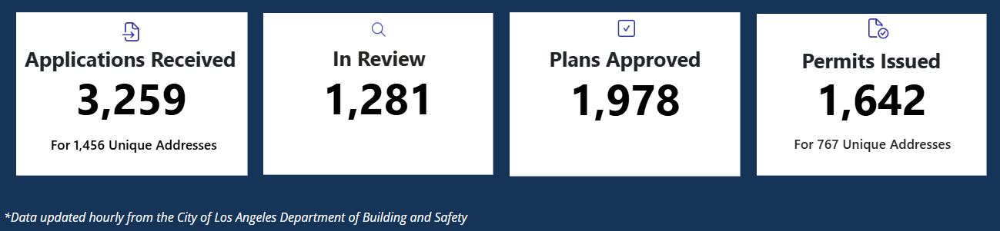 Applications Received
3,259
For 1,456 Unique Addresses
In Review
1,281
Plans Approved
1,978
Permits Issued
1,642
For 767 Unique Addresses
*Data updated hourly from the City of Los Angeles Department of Building and Safety